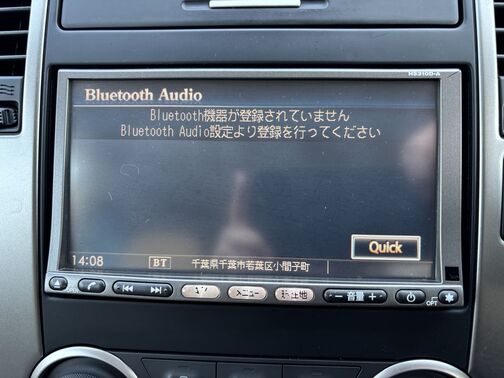 HS310D-A
Bluetooth Audio
Bluetooth機器が登録されていません
Bluetooth Audio設定より登録を行ってください
Quick
14:08
BT
千葉県千葉市若葉区小間子町
AV
メニュー
現在地
− 音量 +
OPT